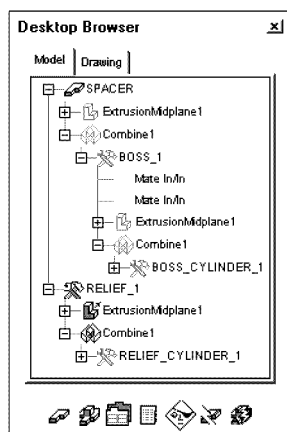 Desktop Browser
Model Drawing
SPACER
ExtrusionMidplane1
Combine1
BOSS_1
Mate In/In
Mate In/In
ExtrusionMidplane1
Combine1
BOSS_CYLINDER_1
RELIEF_1
ExtrusionMidplane1
Combine1
RELIEF_CYLINDER_1